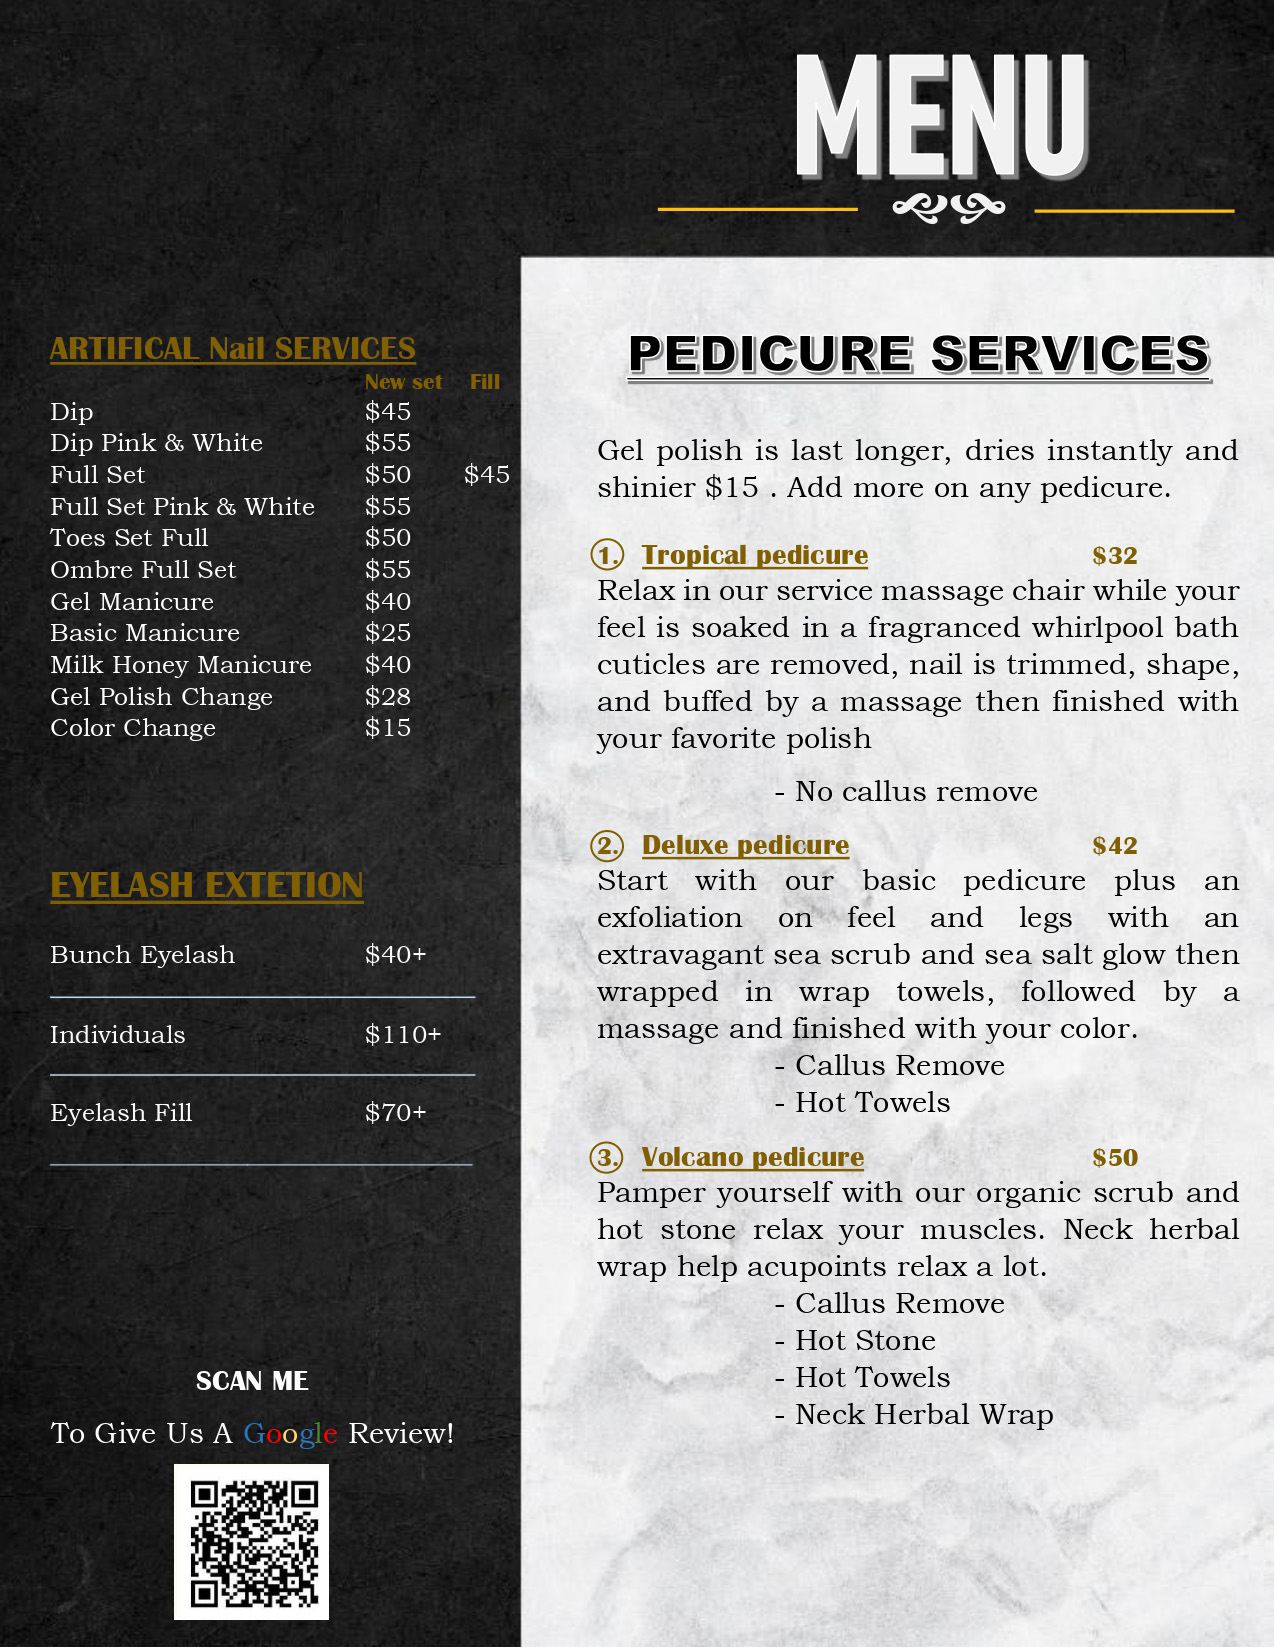 MENU
ARTIFICAL Nail SERVICES
New set Fill
Dip $45
Dip Pink & White $55
Full Set $50 $45
Full Set Pink & White $55
Toes Set Full $50
Ombre Full Set $55
Gel Manicure $40
Basic Manicure $25
Milk Honey Manicure $40
Gel Polish Change $28
Color Change $15
EYELASH EXTETION
Bunch Eyelash $40+
Individuals $110+
Eyelash Fill $70+
SCAN ME
To Give Us A Google Review!
PEDICURE SERVICES
Gel polish is last longer, dries instantly and
shinier $15 . Add more on any pedicure.
1. Tropical pedicure $32
Relax in our service massage chair while your
feel is soaked in a fragranced whirlpool bath
cuticles are removed, nail is trimmed, shape,
and buffed by a massage then finished with
your favorite polish
- No callus remove
2. Deluxe pedicure $42
Start with our basic pedicure plus an
exfoliation on feel and legs with an
extravagant sea scrub and sea salt glow then
wrapped in wrap towels, followed by a
massage and finished with your color.
- Callus Remove
- Hot Towels
3. Volcano pedicure $50
Pamper yourself with our organic scrub and
hot stone relax your muscles. Neck herbal
wrap help acupoints relax a lot.
- Callus Remove
- Hot Stone
- Hot Towels
- Neck Herbal Wrap